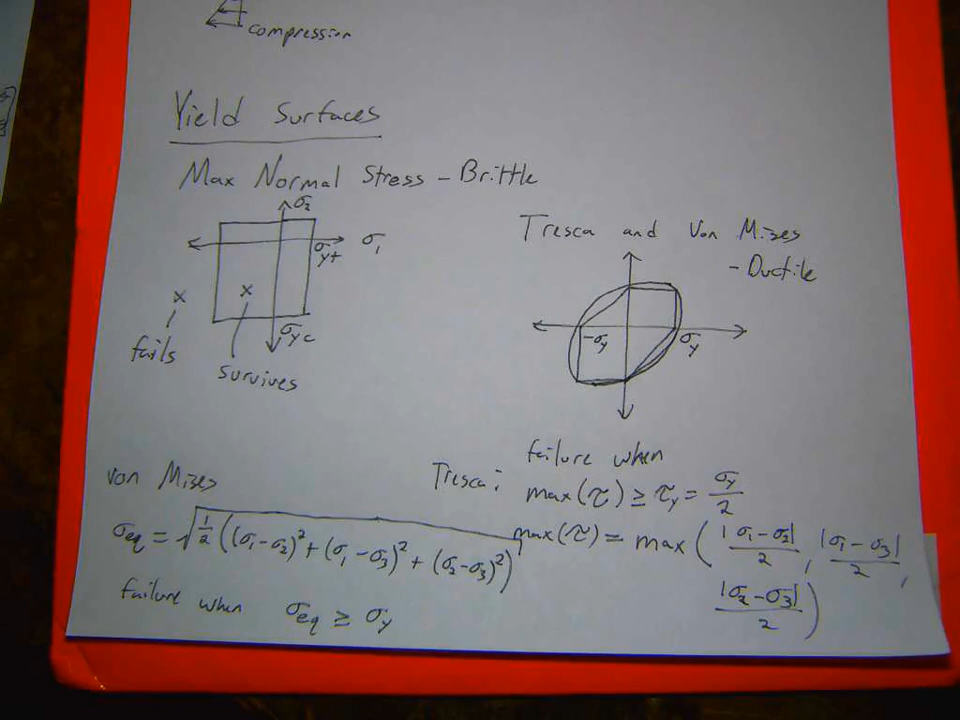 compression
Yield Surfaces
Max Normal Stress - Brittle
σ₂
σ₁
σyt
x
x
σyc
fails
survives
Tresca and Von Mises
- Ductile
-σy
σy
von Mises
σeq = √(½((σ₁-σ₂)² + (σ₁-σ₃)² + (σ₂-σ₃)²))
failure when σeq ≥ σy
Tresca: failure when
max(τ) ≥ τy = σy/2
max(τ) = max(|σ₁-σ₂|/2, |σ₁-σ₃|/2,
|σ₂-σ₃|/2)